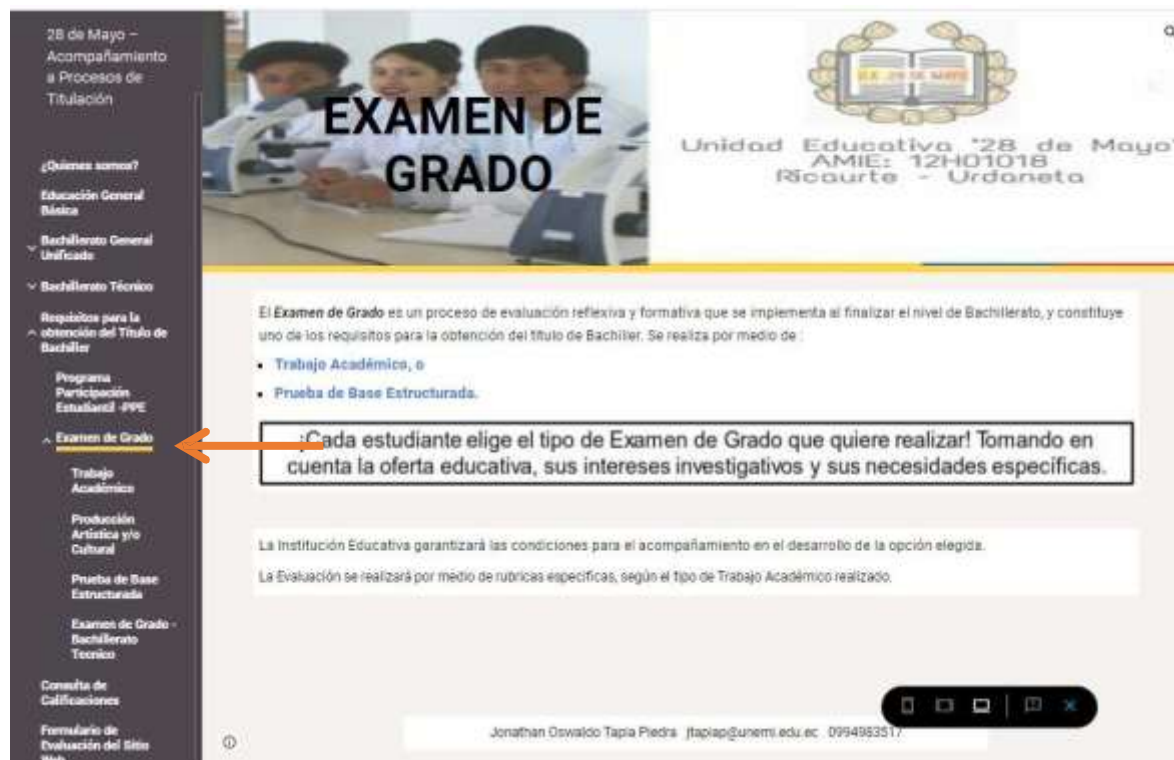 28 de Mayo –
Acompañamiento
a Procesos de
Titulación
¿Quienes somos?
Educación General
Básica
Bachillerato General
Unificado
Bachillerato Técnico
Requisitos para la
obtención del Título de
Bachiller
Programa
Participación
Estudiantil -PPE
Examen de Grado
Trabajo
Académico
Producción
Artística y/o
Cultural
Prueba de Base
Estructurada
Examen de Grado -
Bachillerato
Tecnico
Consulta de
Calificaciones
Formulario de
Evaluación del Sitio
Web
EXAMEN DE
GRADO
U.E. 28 DE MAYO
Unidad Educativa "28 de Mayo"
AMIE: 12H01018
Ricaurte - Urdaneta
El Examen de Grado es un proceso de evaluación reflexiva y formativa que se implementa al finalizar el nivel de Bachillerato, y constituye
uno de los requisitos para la obtención del título de Bachiller. Se realiza por medio de :
Trabajo Académico, o
Prueba de Base Estructurada.
¡Cada estudiante elige el tipo de Examen de Grado que quiere realizar! Tomando en
cuenta la oferta educativa, sus intereses investigativos y sus necesidades específicas.
La Institución Educativa garantizará las condiciones para el acompañamiento en el desarrollo de la opción elegida.
La Evaluación se realizará por medio de rubricas especificas, según el tipo de Trabajo Académico realizado.
Jonathan Oswaldo Tapia Piedra jtapiap@unemi.edu.ec 0994983517